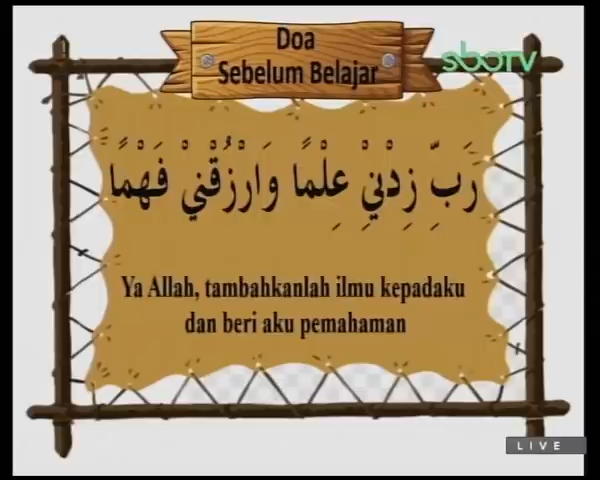 Doa
Sebelum Belajar
sboTV
رَبِّ زِدْنِيْ عِلْمًا وَارْزُقْنِيْ فَهْمًا
Ya Allah, tambahkanlah ilmu kepadaku
dan beri aku pemahaman
LIVE